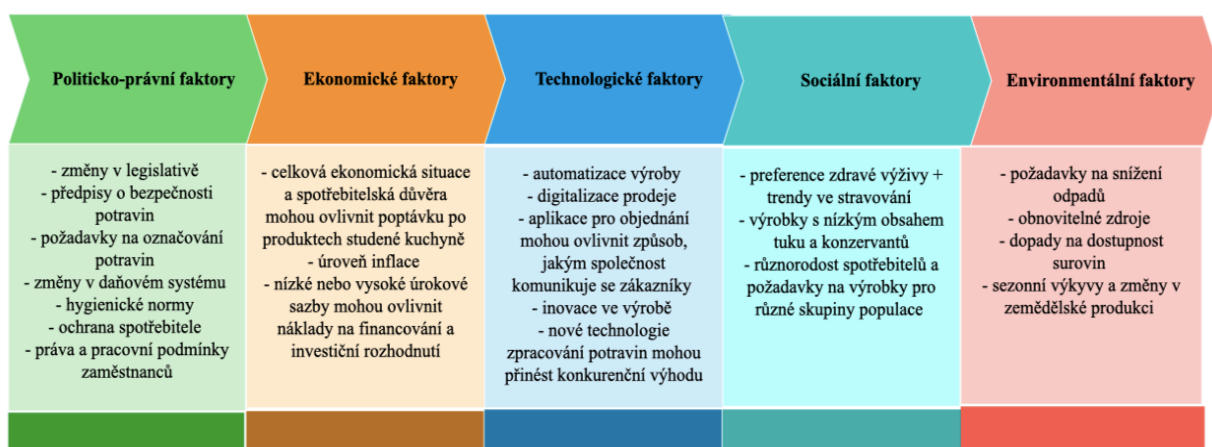 Politicko-právní faktory
- změny v legislativě
- předpisy o bezpečnosti
potravin
- požadavky na označování
potravin
- změny v daňovém systému
- hygienické normy
- ochrana spotřebitele
- práva a pracovní podmínky
zaměstnanců
Ekonomické faktory
- celková ekonomická situace
a spotřebitelská důvěra
mohou ovlivnit poptávku po
produktech studené kuchyně
- úroveň inflace
- nízké nebo vysoké úrokové
sazby mohou ovlivnit
náklady na financování a
investiční rozhodnutí
Technologické faktory
- automatizace výroby
- digitalizace prodeje
- aplikace pro objednání
mohou ovlivnit způsob,
jakým společnost
komunikuje se zákazníky
- inovace ve výrobě
- nové technologie
zpracování potravin mohou
přinést konkurenční výhodu
Sociální faktory
- preference zdravé výživy +
trendy ve stravování
- výrobky s nízkým obsahem
tuku a konzervantů
- různorodost spotřebitelů a
požadavky na výrobky pro
různé skupiny populace
Environmentální faktory
- požadavky na snížení
odpadů
- obnovitelné zdroje
- dopady na dostupnost
surovin
- sezonní výkyvy a změny v
zemědělské produkci